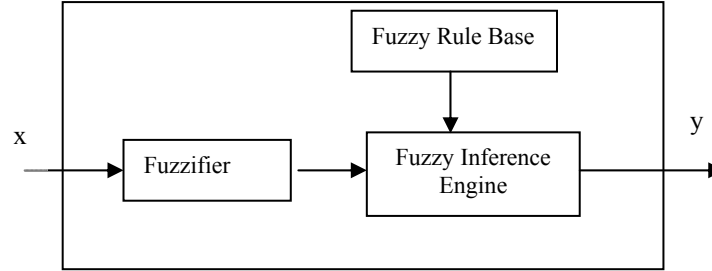 Fuzzy Rule Base
x
y
Fuzzifier
Fuzzy Inference
Engine